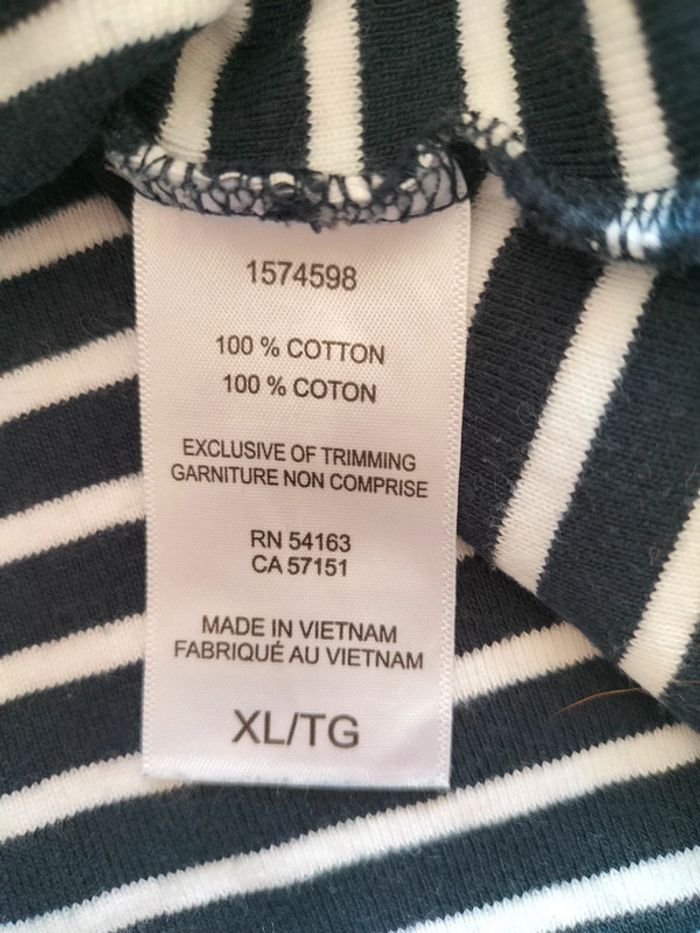 1574598
100 % COTTON
100 % COTON
EXCLUSIVE OF TRIMMING
GARNITURE NON COMPRISE
RN 54163
CA 57151
MADE IN VIETNAM
FABRIQUÉ AU VIETNAM
XL/TG